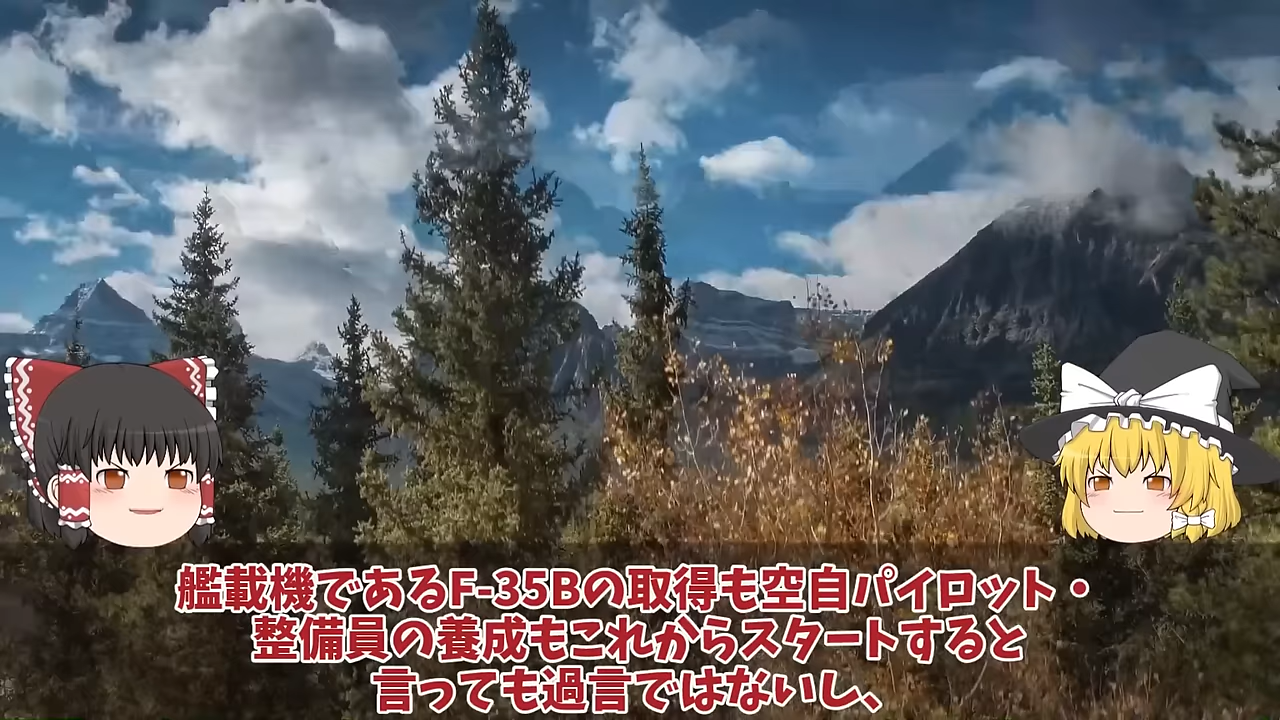 艦載機であるF-35Bの取得も空自パイロット・
整備員の養成もこれからスタートすると
言っても過言ではないし、